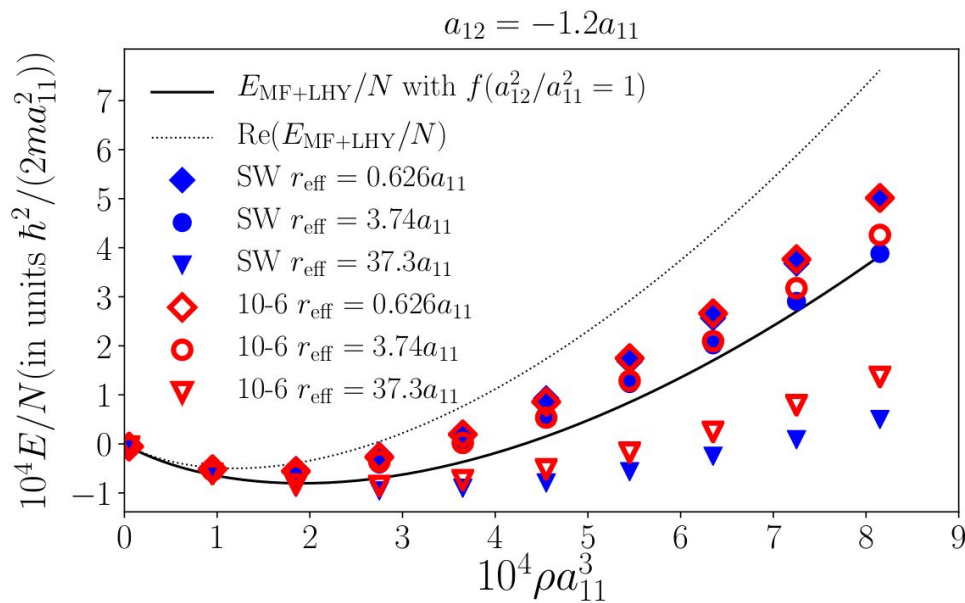 a_{12} = −1.2a_{11}
10^4 E/N(in units ℏ^2/(2ma_{11}^2))
7
6
5
4
3
2
1
0
−1
E_{MF+LHY}/N with f(a_{12}^2/a_{11}^2 = 1)
Re(E_{MF+LHY}/N)
SW r_{eff} = 0.626a_{11}
SW r_{eff} = 3.74a_{11}
SW r_{eff} = 37.3a_{11}
10-6 r_{eff} = 0.626a_{11}
10-6 r_{eff} = 3.74a_{11}
10-6 r_{eff} = 37.3a_{11}
0 1 2 3 4 5 6 7 8 9
10^4 ρa_{11}^3